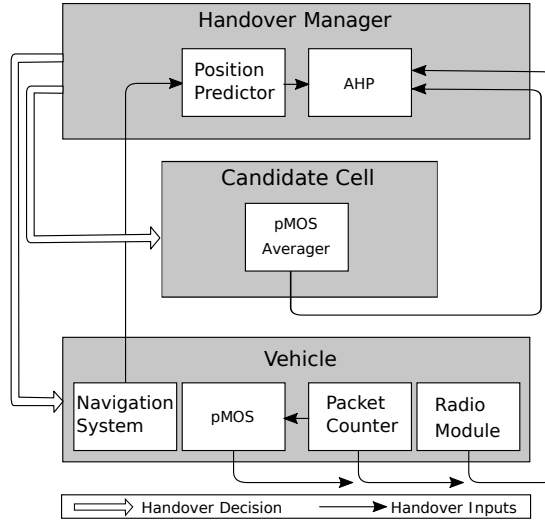 Handover Manager
Position
Predictor
AHP
Candidate Cell
pMOS
Averager
Vehicle
Navigation
System
pMOS
Packet
Counter
Radio
Module
Handover Decision
Handover Inputs